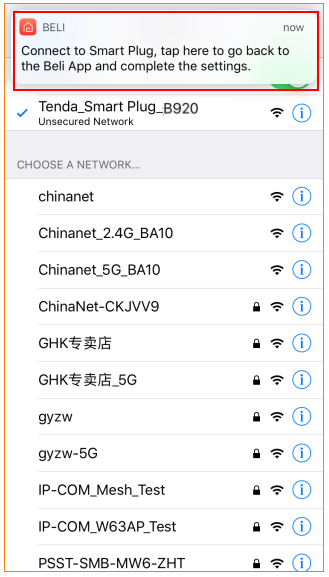 BELI
now
Connect to Smart Plug, tap here to go back to
the Beli App and complete the settings.
Tenda_Smart Plug_B920
Unsecured Network
CHOOSE A NETWORK...
chinanet
Chinanet_2.4G_BA10
Chinanet_5G_BA10
ChinaNet-CKJVV9
GHK专卖店
GHK专卖店_5G
gyzw
gyzw-5G
IP-COM_Mesh_Test
IP-COM_W63AP_Test
PSST-SMB-MW6-ZHT